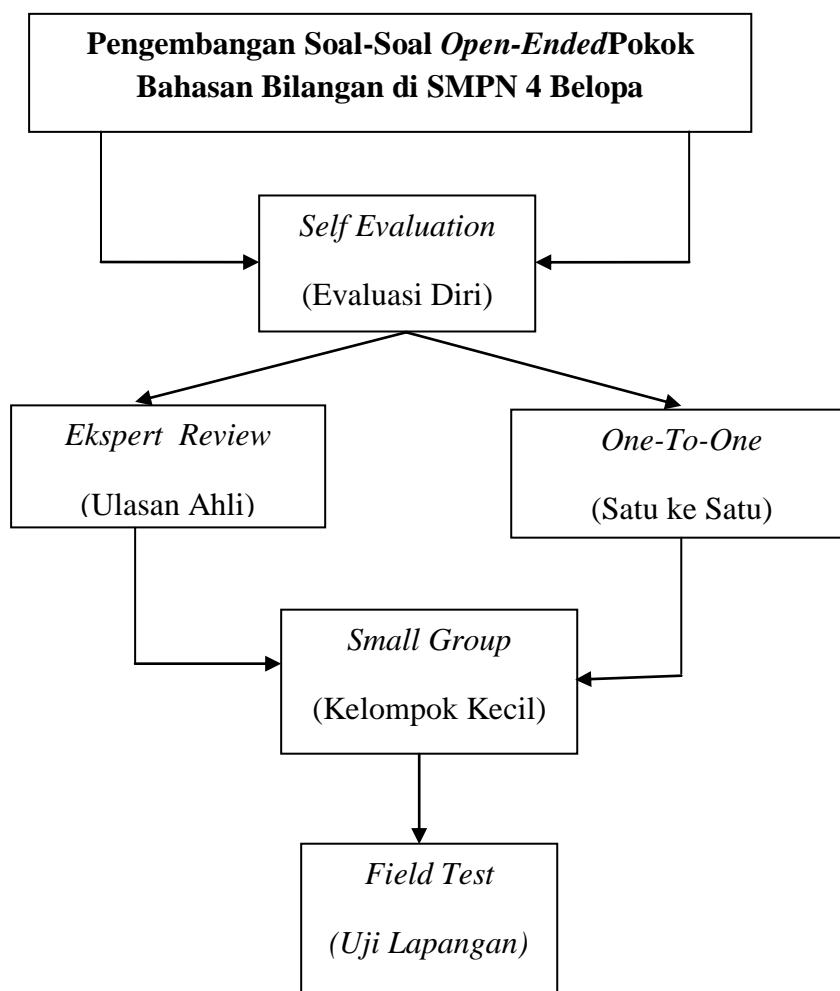 Pengembangan Soal-Soal Open-EndedPokok
Bahasan Bilangan di SMPN 4 Belopa
Self Evaluation
(Evaluasi Diri)
Ekspert Review
(Ulasan Ahli)
One-To-One
(Satu ke Satu)
Small Group
(Kelompok Kecil)
Field Test
(Uji Lapangan)